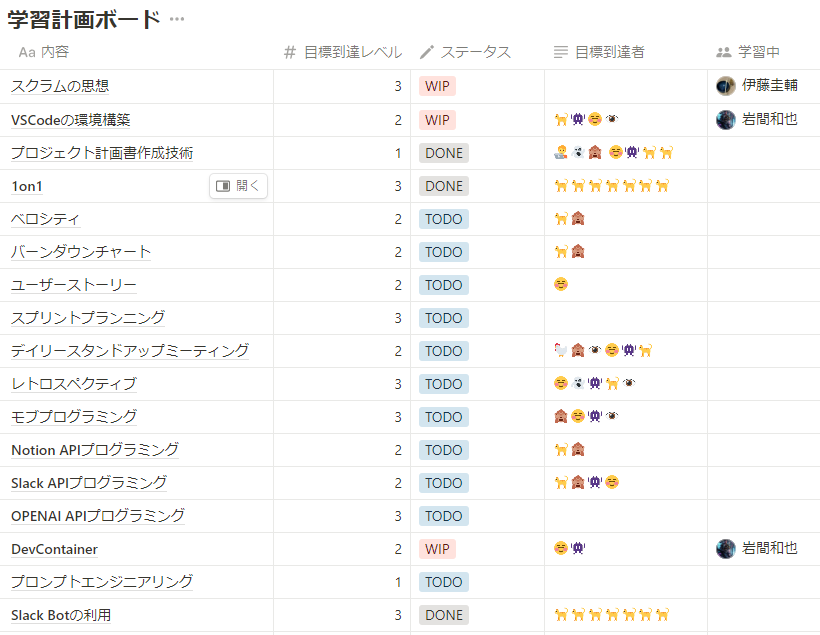 学習計画ボード ···
Aa 内容 # 目標到達レベル ステータス 目標到達者 学習中
スクラムの思想 3 WIP 伊藤圭輔
VSCodeの環境構築 2 WIP 岩間和也
プロジェクト計画書作成技術 1 DONE
1on1 開く 3 DONE
ベロシティ 2 TODO
バーンダウンチャート 2 TODO
ユーザーストーリー 2 TODO
スプリントプランニング 3 TODO
デイリースタンドアップミーティング 2 TODO
レトロスペクティブ 3 TODO
モブプログラミング 3 TODO
Notion APIプログラミング 2 TODO
Slack APIプログラミング 2 TODO
OPENAI APIプログラミング 3 TODO
DevContainer 2 WIP 岩間和也
プロンプトエンジニアリング 1 TODO
Slack Botの利用 3 DONE